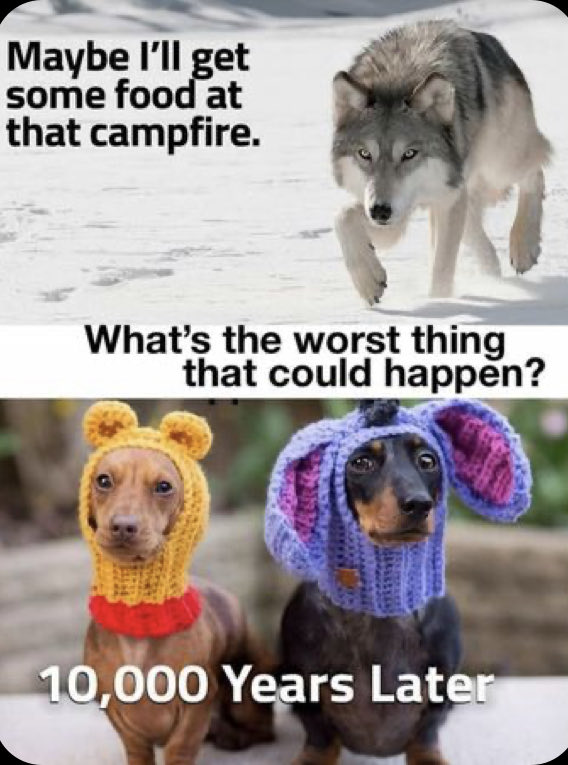 Maybe I'll get
some food at
that campfire.
What's the worst thing
that could happen?
10,000 Years Later